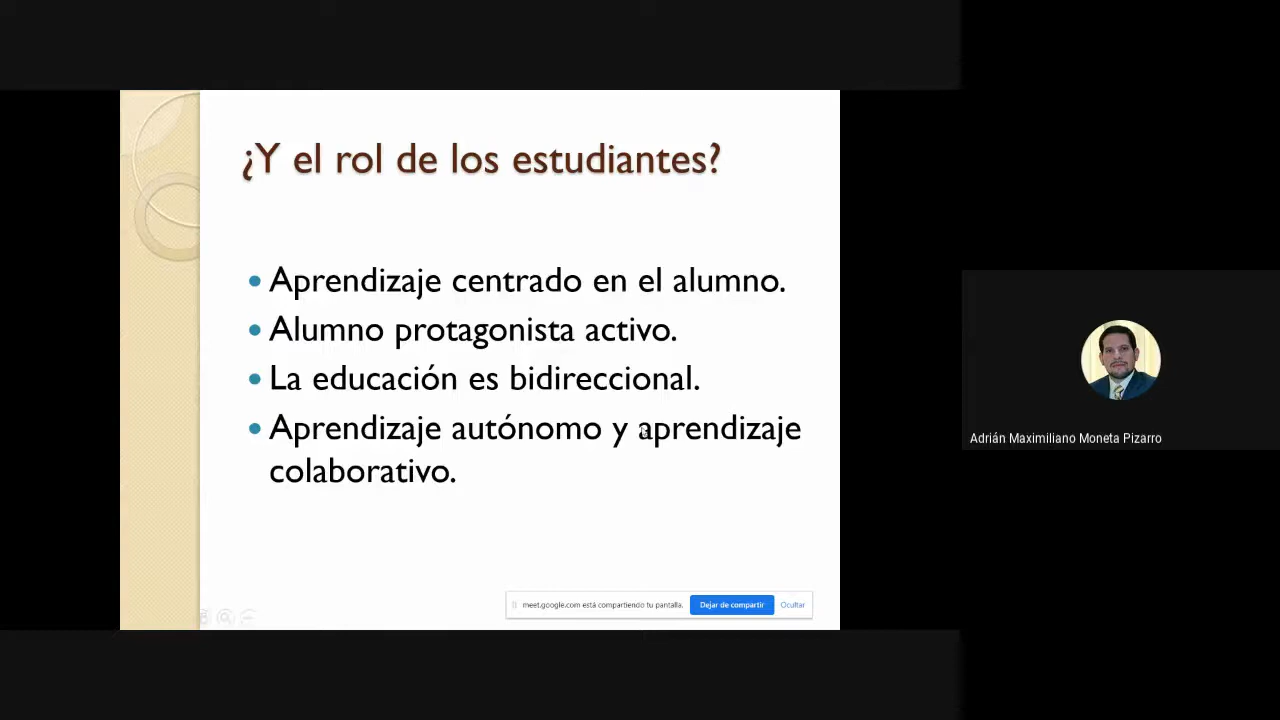 ¿Y el rol de los estudiantes?
Aprendizaje centrado en el alumno.
Alumno protagonista activo.
La educación es bidireccional.
Aprendizaje autónomo y aprendizaje
colaborativo.
meet.google.com está compartiendo tu pantalla. Dejar de compartir Ocultar
Adrián Maximiliano Moneta Pizarro